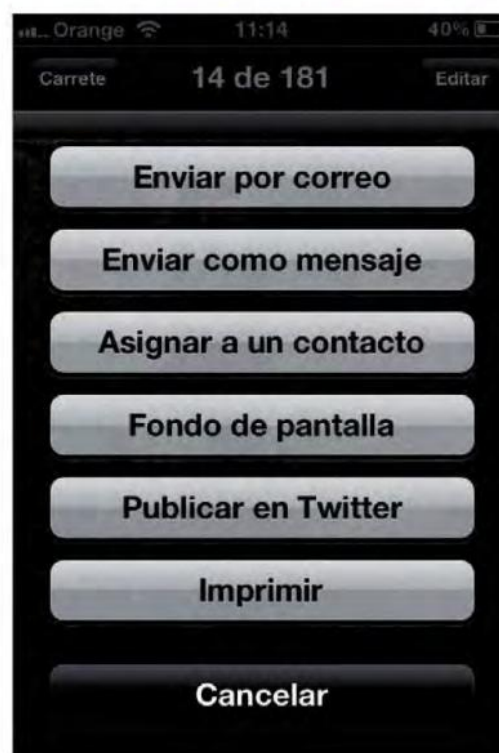 Orange 11:14 40%
Carrete 14 de 181 Editar
Enviar por correo
Enviar como mensaje
Asignar a un contacto
Fondo de pantalla
Publicar en Twitter
Imprimir
Cancelar